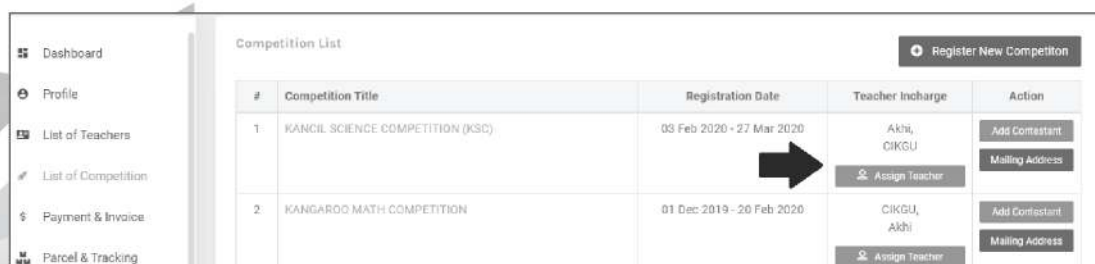 Dashboard
Profile
List of Teachers
List of Competition
Payment & Invoice
Parcel & Tracking
Competition List
Register New Competiton
# Competition Title Registration Date Teacher Incharge Action
1 KANCIL SCIENCE COMPETITION (KSC) 03 Feb 2020 - 27 Mar 2020 Akhi, Add Contestant
CIKGU
Mailing Address
Assign Teacher
2 KANGAROO MATH COMPETITION 01 Dec 2019 - 20 Feb 2020 CIKGU, Add Contestant
Akhi
Mailing Address
Assign Teacher